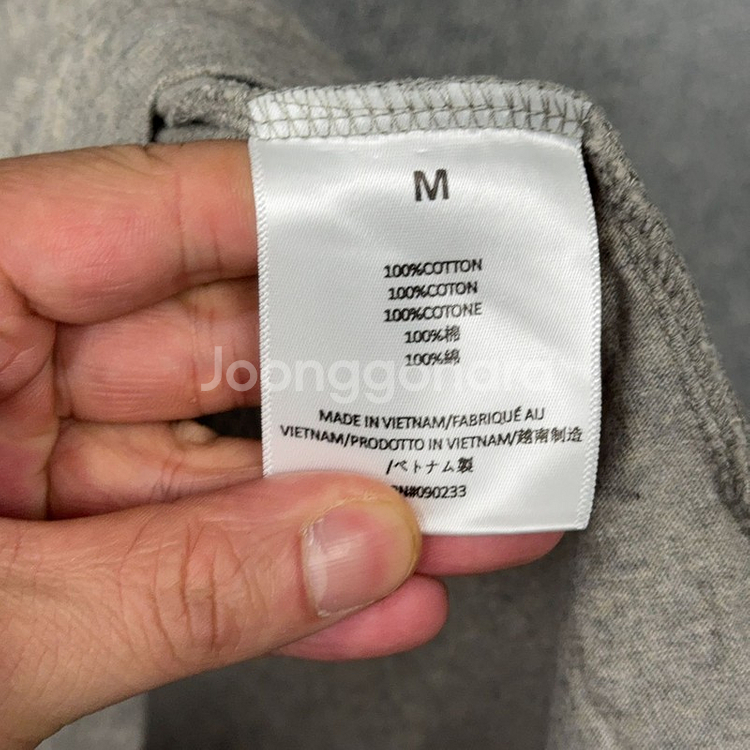 M
100%COTTON
100%COTON
100%COTONE
100%棉
100%綿
Joonggonara
MADE IN VIETNAM/FABRIQUÉ AU
VIETNAM/PRODOTTO IN VIETNAM/越南制造
/ベトナム製
RN#090233